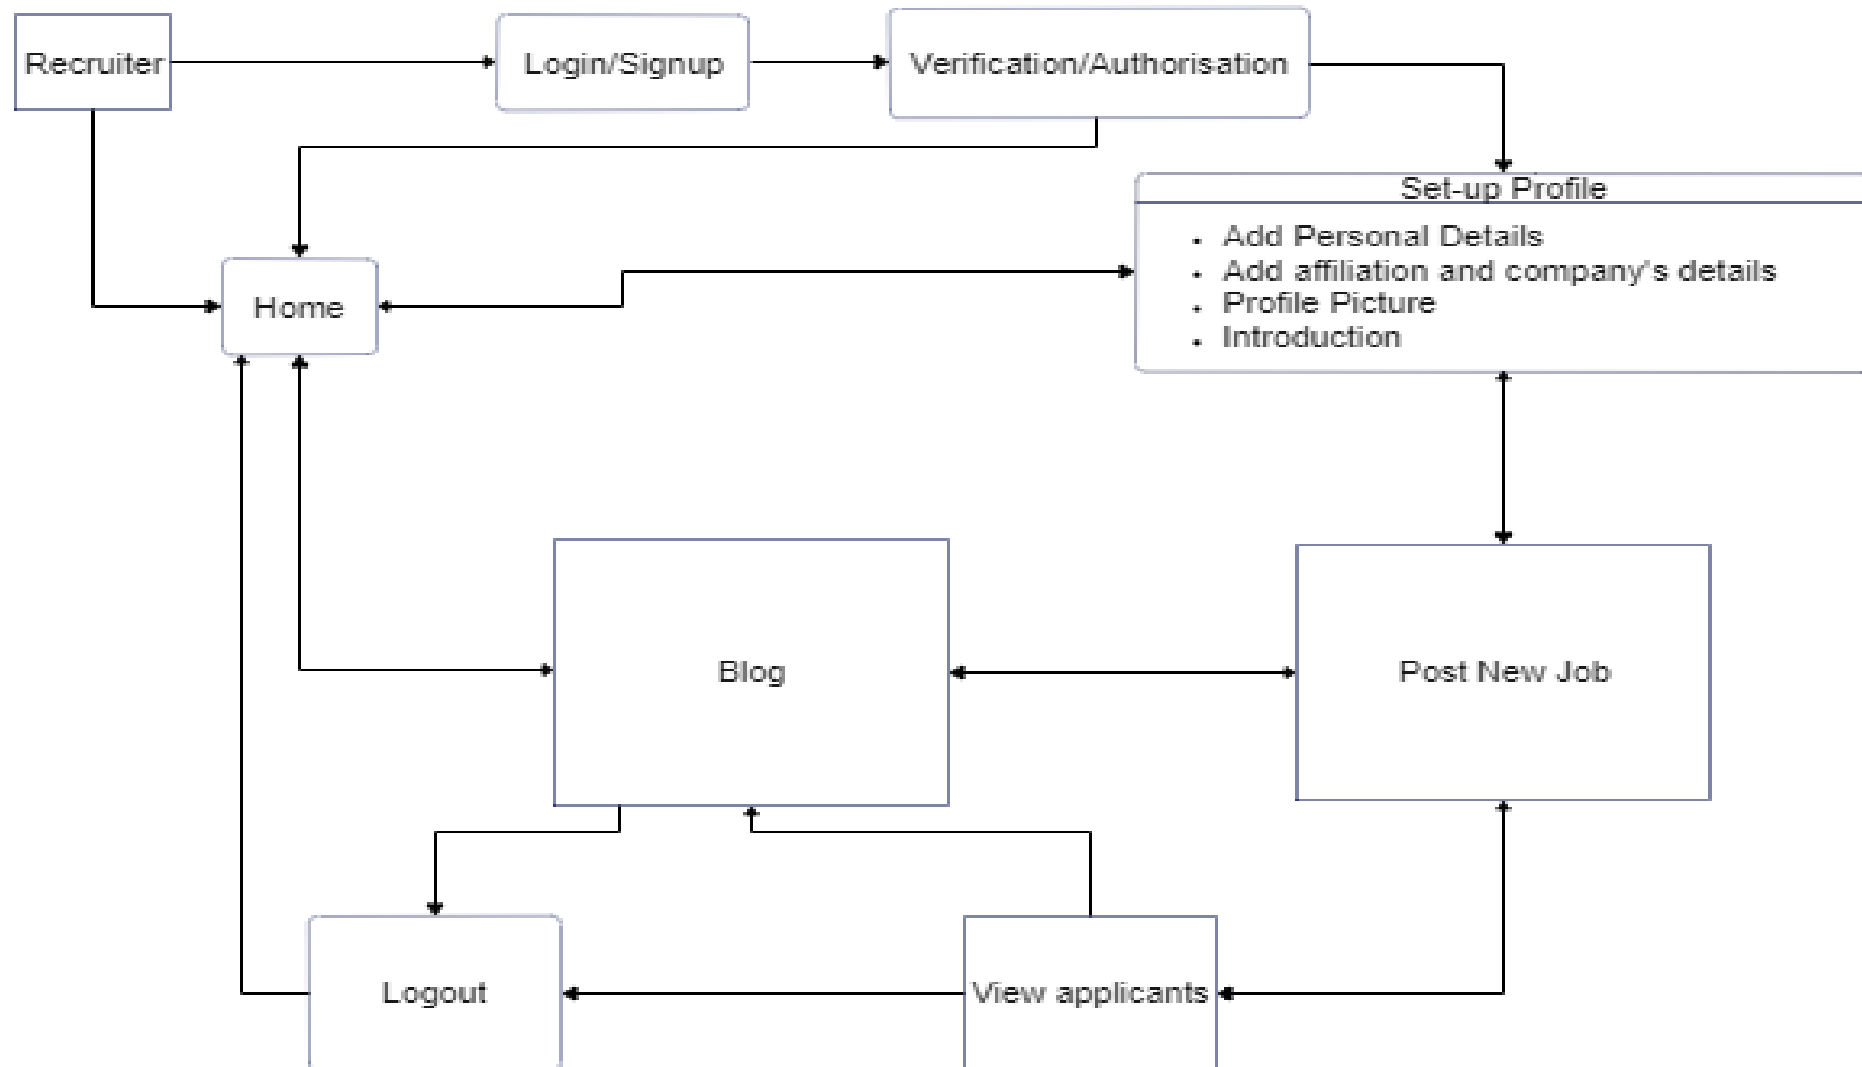 Recruiter
Login/Signup
Verification/Authorisation
Set-up Profile
• Add Personal Details
• Add affiliation and company's details
• Profile Picture
• Introduction
Home
Blog
Post New Job
Logout
View applicants